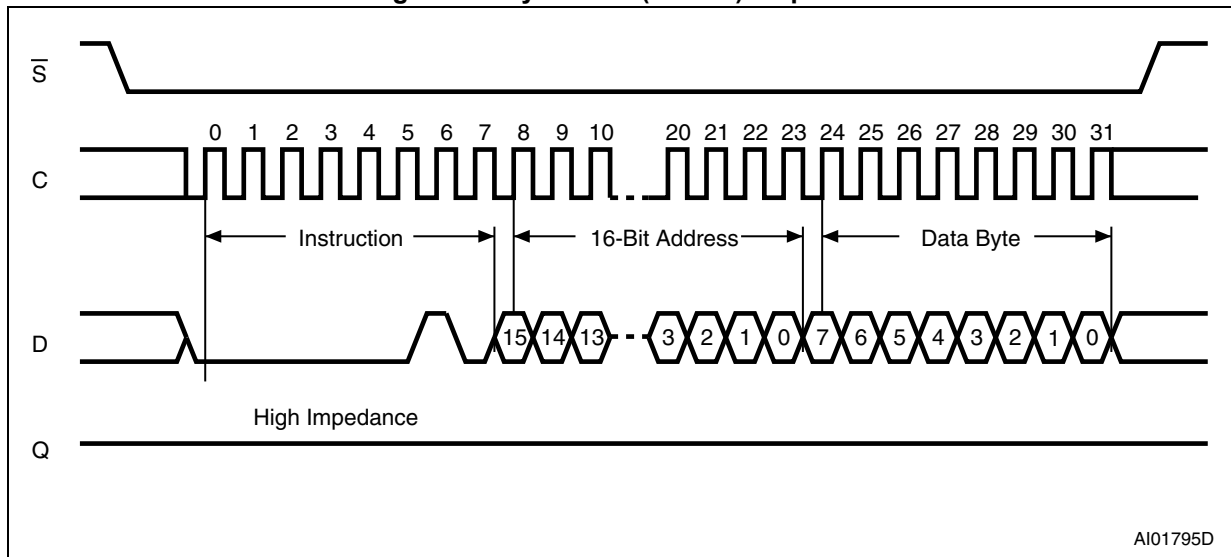 S
0 1 2 3 4 5 6 7 8 9 10 20 21 22 23 24 25 26 27 28 29 30 31
C
Instruction 16-Bit Address Data Byte
D 15 14 13 3 2 1 0 7 6 5 4 3 2 1 0
High Impedance
Q
AI01795D